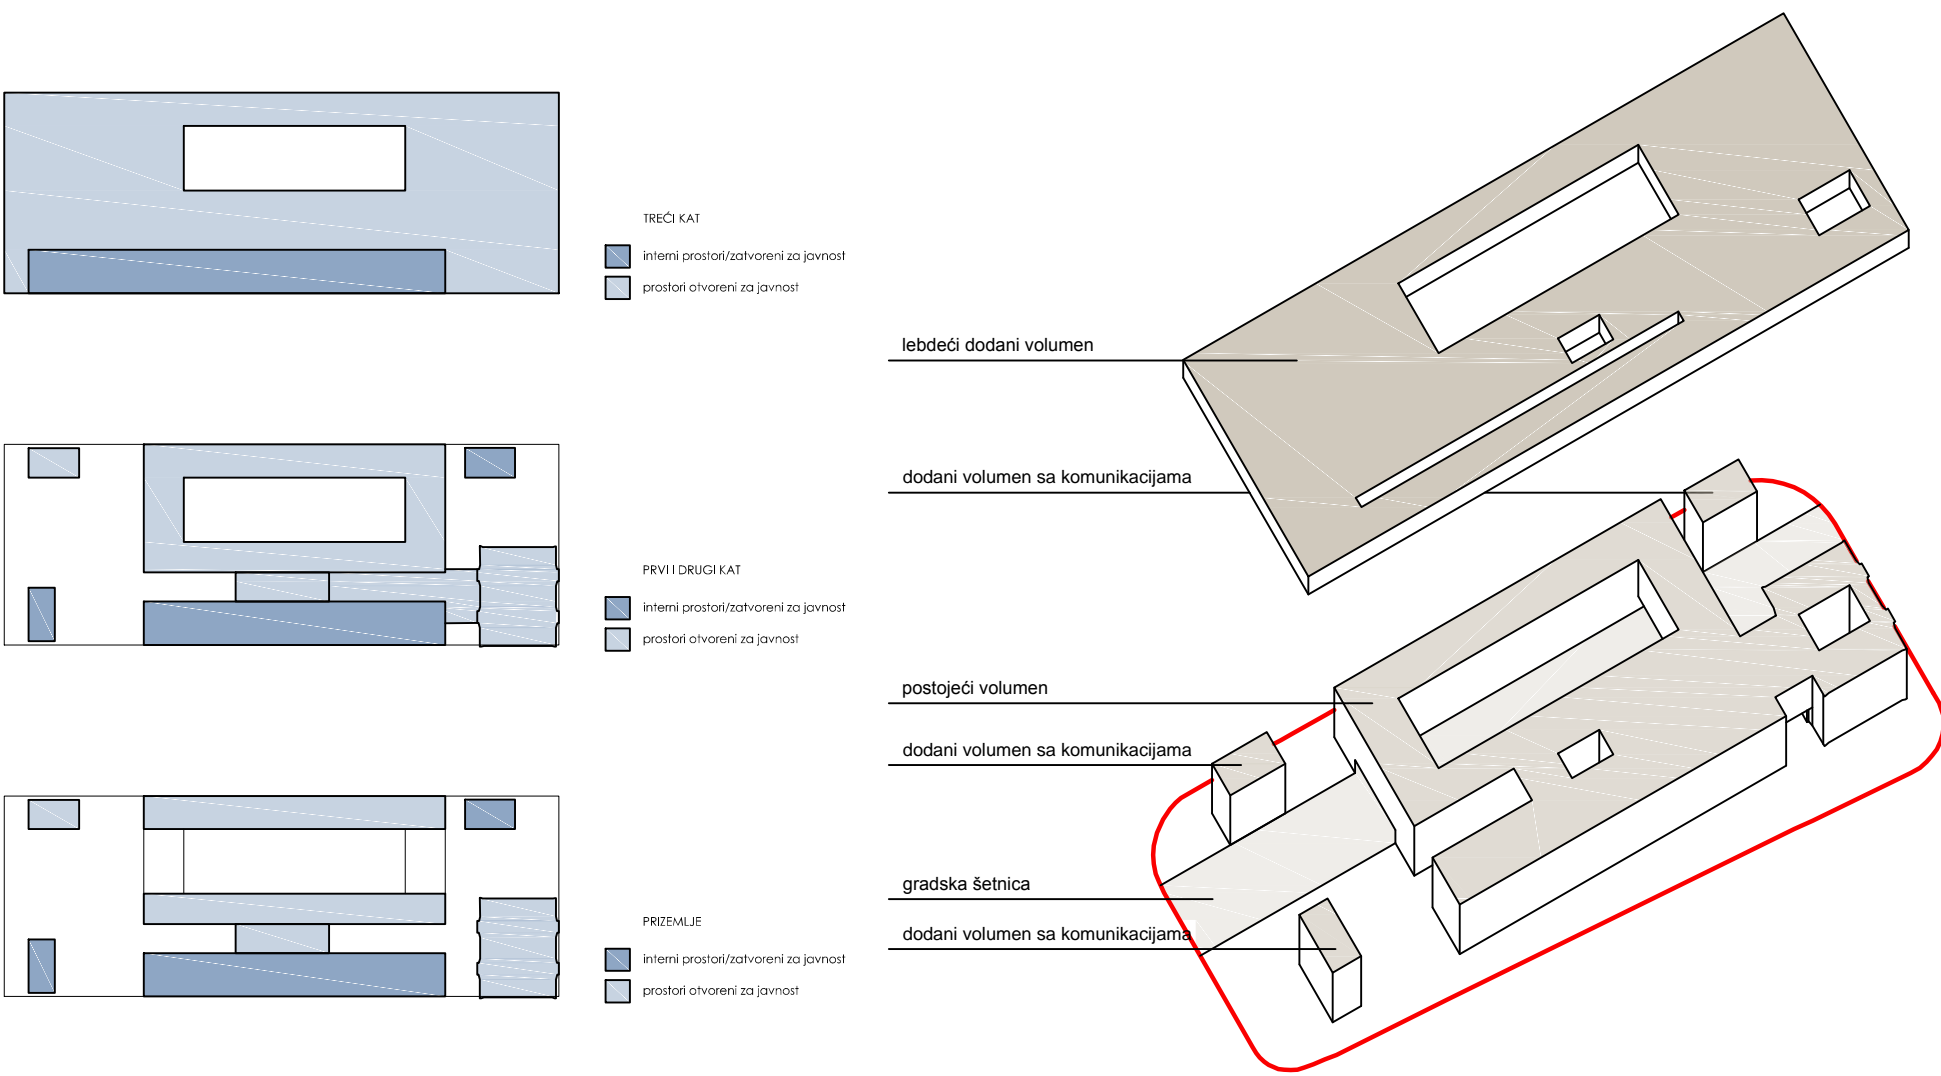 TREĆI KAT
interni prostori/zatvoreni za javnost
prostori otvoreni za javnost
PRVI I DRUGI KAT
interni prostori/zatvoreni za javnost
prostori otvoreni za javnost
PRIZEMLJE
interni prostori/zatvoreni za javnost
prostori otvoreni za javnost
lebdeći dodani volumen
dodani volumen sa komunikacijama
postojeći volumen
dodani volumen sa komunikacijama
gradska šetnica
dodani volumen sa komunikacijama